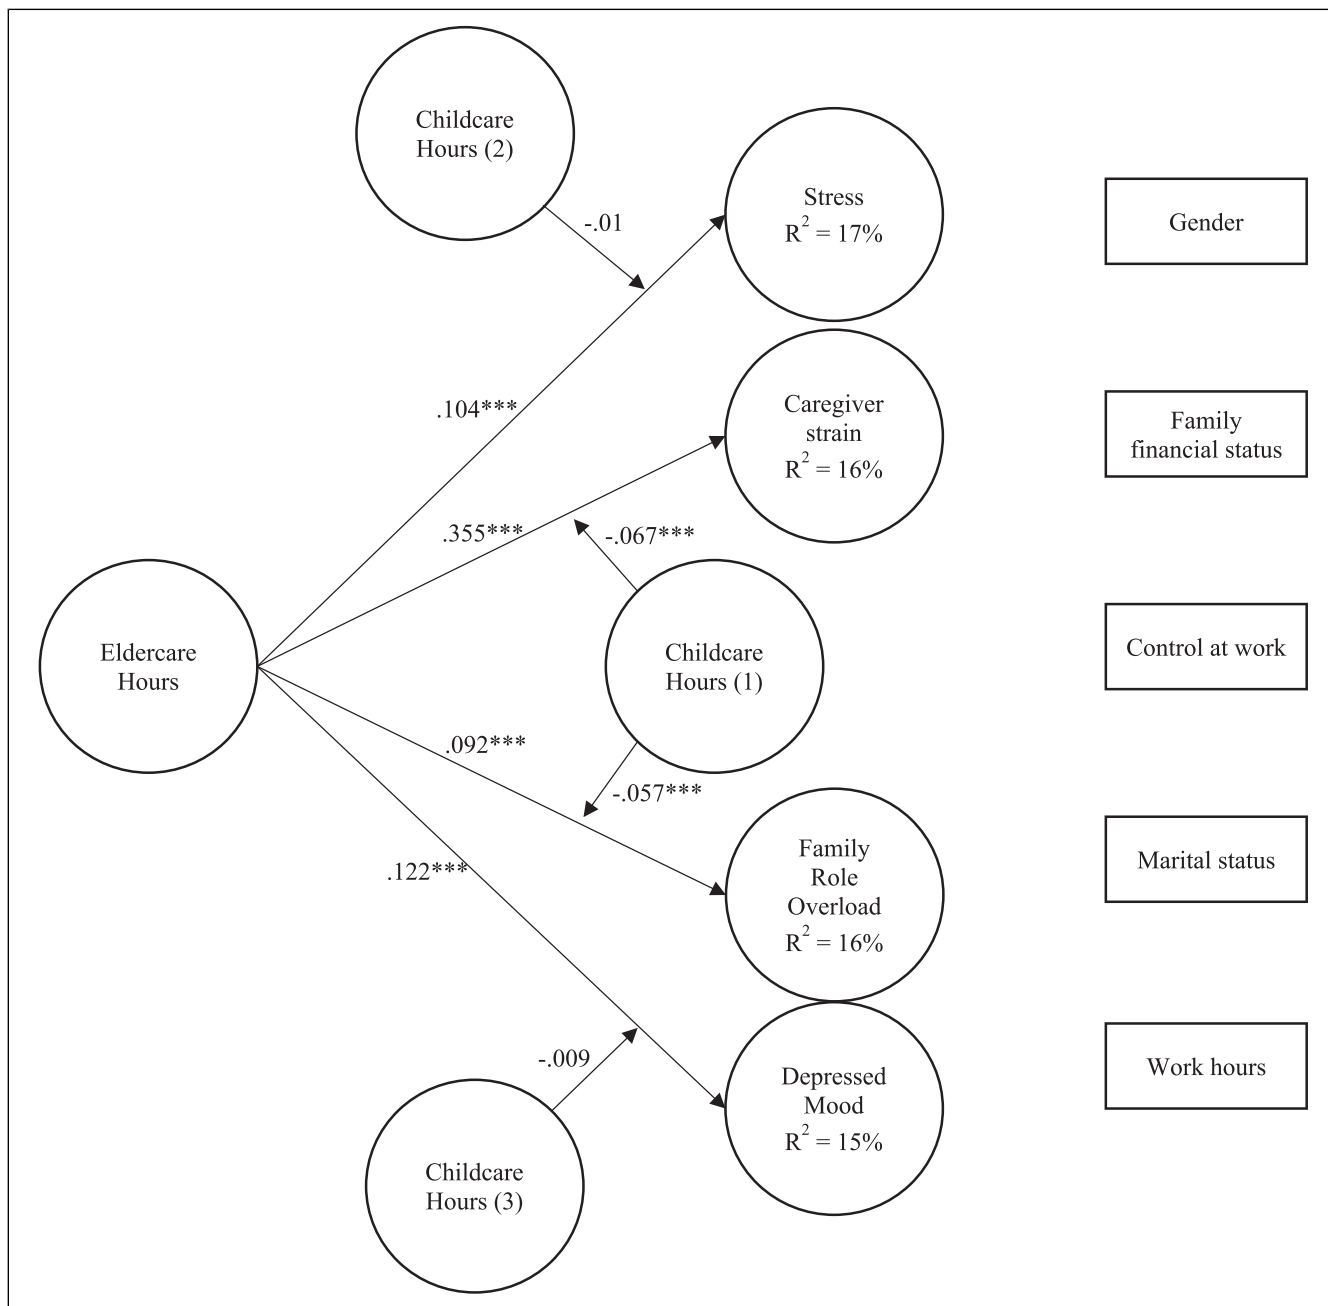 Childcare
Hours (2)
-.01
Stress
R² = 17%
Gender
.104***
Caregiver
strain
R² = 16%
Family
financial status
.355***
-.067***
Eldercare
Hours
Childcare
Hours (1)
Control at work
.092***
-.057***
.122***
Family
Role
Overload
R² = 16%
Marital status
-.009
Depressed
Mood
R² = 15%
Work hours
Childcare
Hours (3)